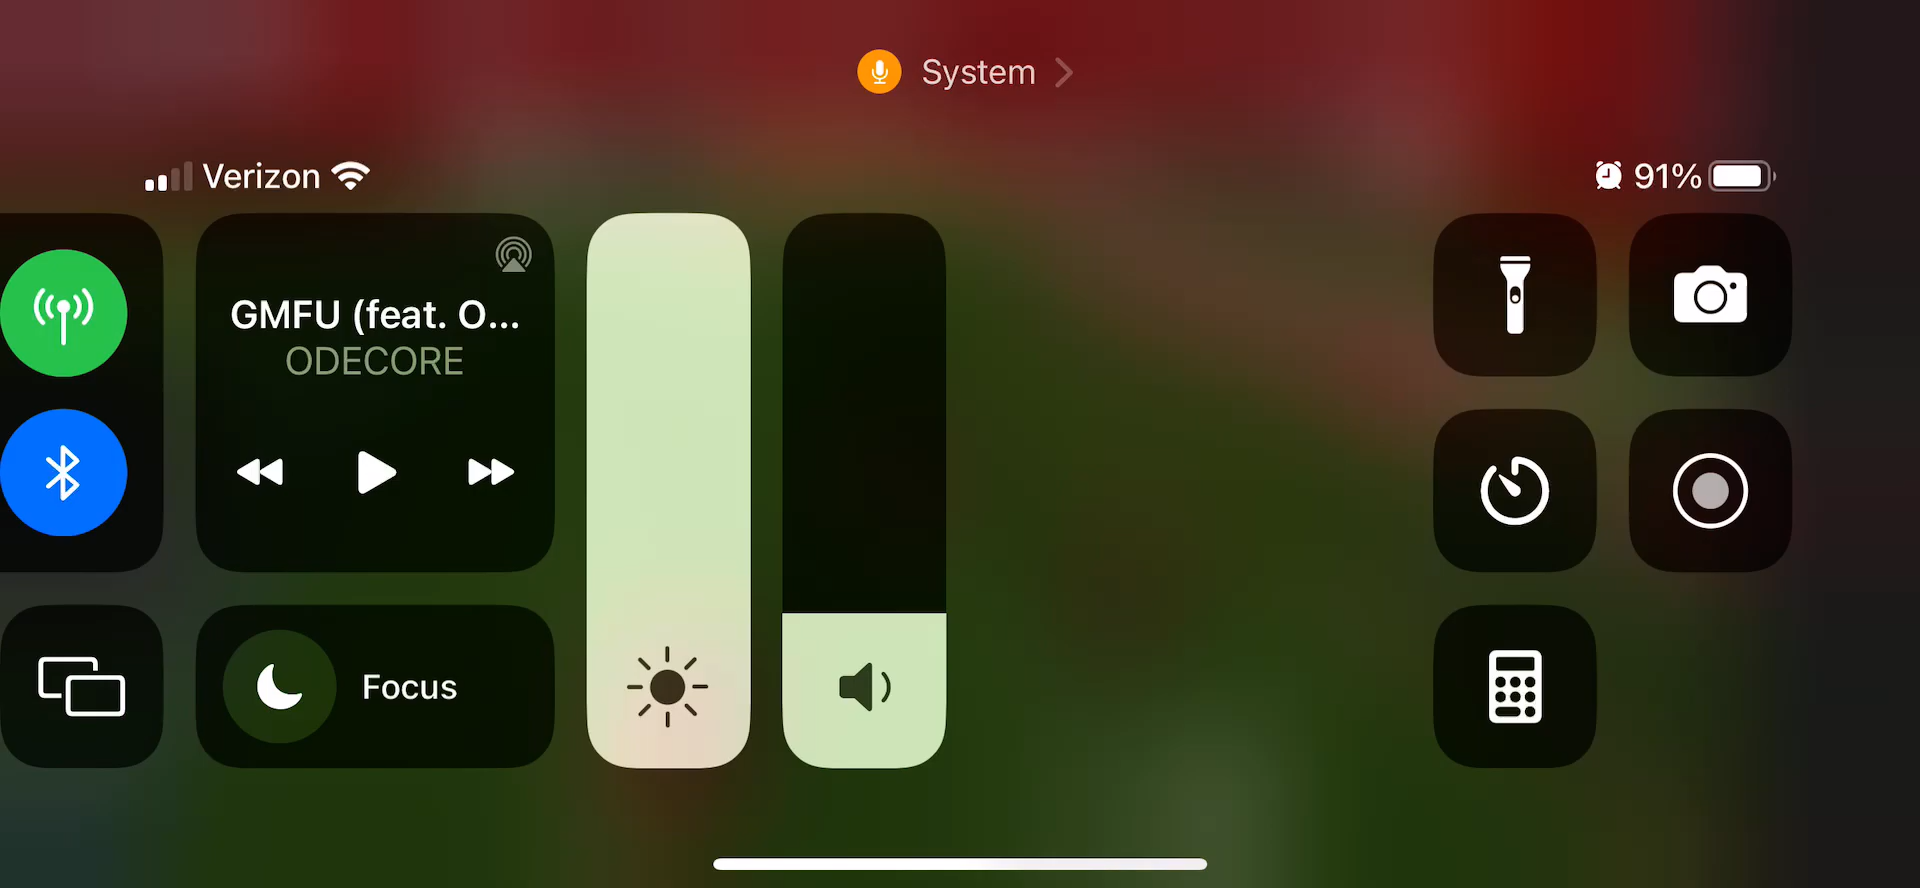 System
Verizon
91%
GMFU (feat. O...
ODECORE
Focus